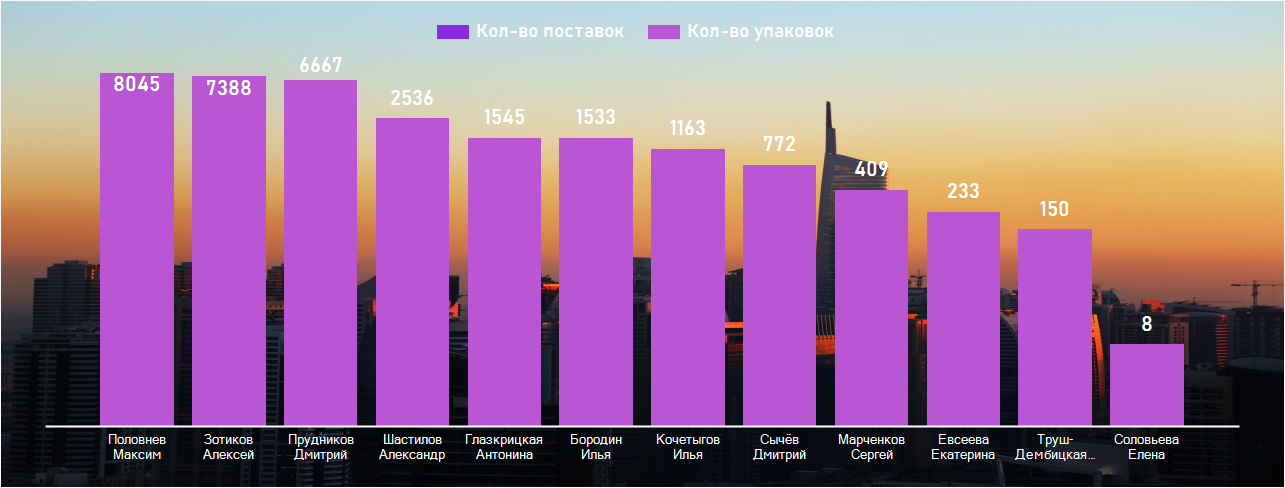 Кол-во поставок Кол-во упаковок
8045 7388 6667 2536 1545 1533 1163 772 409 233 150 8
Половнев Зотиков Прудников Шастилов Глазкрицкая Бородин Кочетыгов Сычёв Марченков Евсеева Труш- Соловьева
Максим Алексей Дмитрий Александр Антонина Илья Илья Дмитрий Сергей Екатерина Дембицкая... Елена